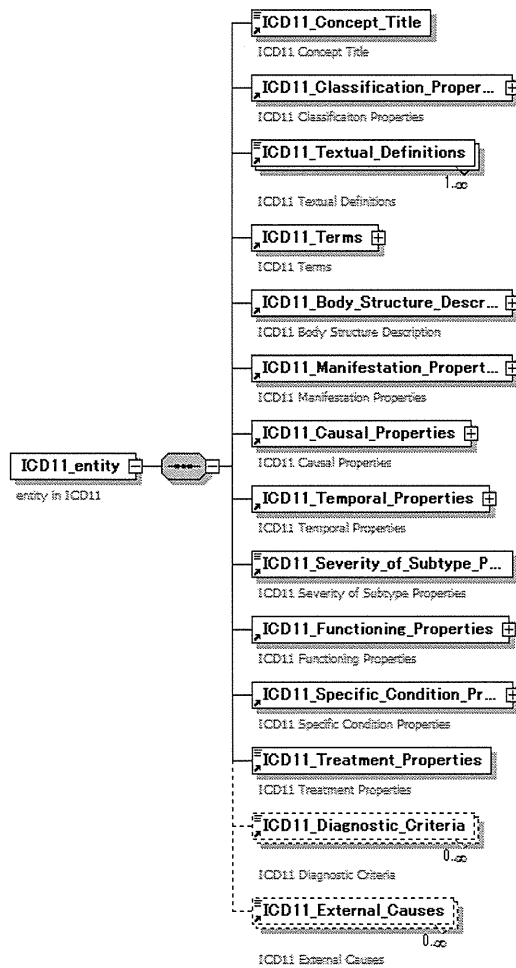 ICD11_Concept_Title
ICD11 Concept Title
ICD11_Classification_Proper...
ICD11 Classificaiton Properties
ICD11_Textual_Definitions
1..∞
ICD11 Textual Definitions
ICD11_Terms
ICD11 Terms
ICD11_Body_Structure_Descr...
ICD11 Body Structure Description
ICD11_Manifestation_Propert...
ICD11 Manifestation Properties
ICD11_Causal_Properties
ICD11 Causal Properties
ICD11_entity
entity in ICD11
ICD11_Temporal_Properties
ICD11 Temporal Properties
ICD11_Severity_of_Subtype_P...
ICD11 Severity of Subtype Properties
ICD11_Functioning_Properties
ICD11 Functioning Properties
ICD11_Specific_Condition_Pr...
ICD11 Specific Condition Properties
ICD11_Treatment_Properties
ICD11 Treatment Properties
ICD11_Diagnostic_Criteria
0..∞
ICD11 Diagnostic Criteria
ICD11_External_Causes
0..∞
ICD11 External Causes